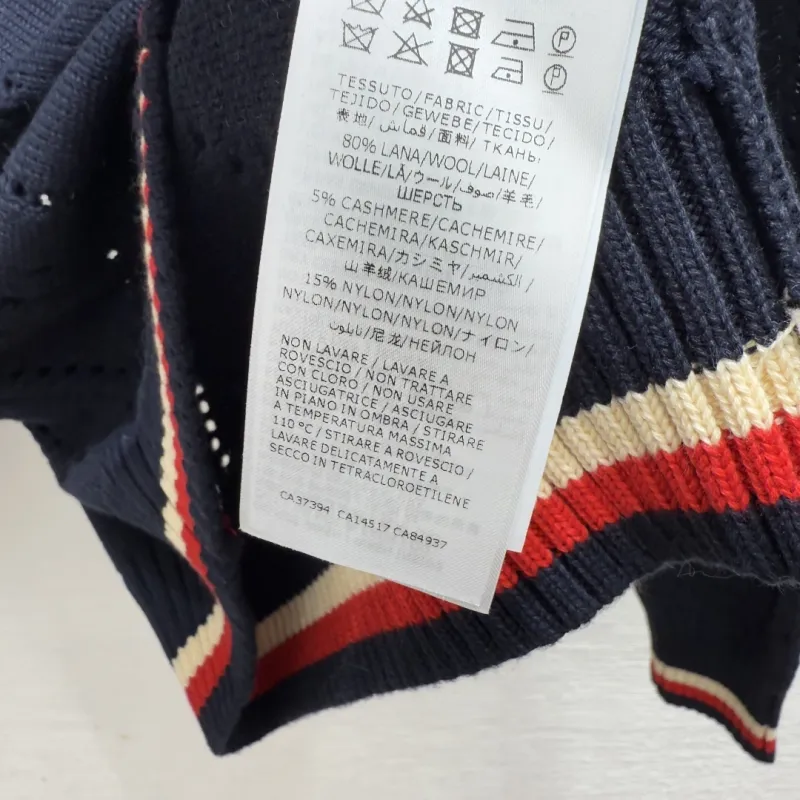 P
P
TESSUTO/FABRIC/TISSU/
TEJIDO/GEWEBE/TECIDO/
表地/قماش/面料/ТКАНЬ:
80% LANA/WOOL/LAINE/
WOLLE/LÃ/ウール/صوف/羊毛/
ШЕРСТЬ
5% CASHMERE/CACHEMIRE/
CACHEMIRA/KASCHMIR/
CAXEMIRA/カシミヤ/الكشمير/
山羊绒/КАШЕМИР
15% NYLON/NYLON/NYLON
NYLON/NYLON/NYLON/ナイロン/
نايلون/尼龙/НЕЙЛОН
NON LAVARE / LAVARE A
ROVESCIO / NON TRATTARE
CON CLORO / NON USARE
ASCIUGATRICE / ASCIUGARE
IN PIANO IN OMBRA / STIRARE
A TEMPERATURA MASSIMA
110 °C / STIRARE A ROVESCIO /
LAVARE DELICATAMENTE A
SECCO IN TETRACLOROETILENE
CA37394 CA14517 CA84937